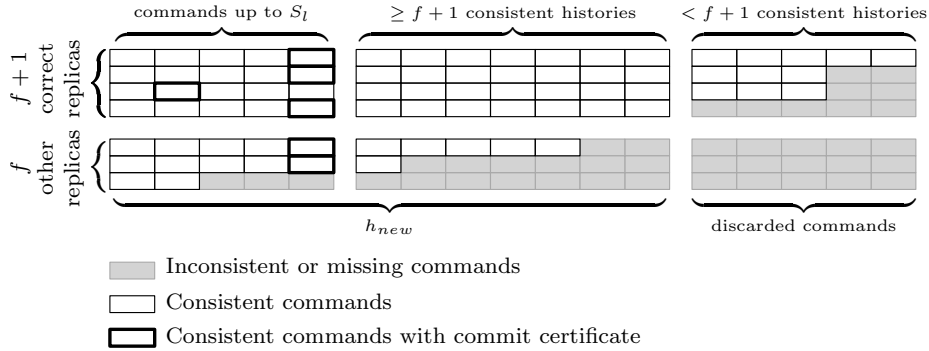 commands up to S_l
≥ f + 1 consistent histories
< f + 1 consistent histories
f + 1
correct
replicas
f
other
replicas
h_new
discarded commands
Inconsistent or missing commands
Consistent commands
Consistent commands with commit certificate